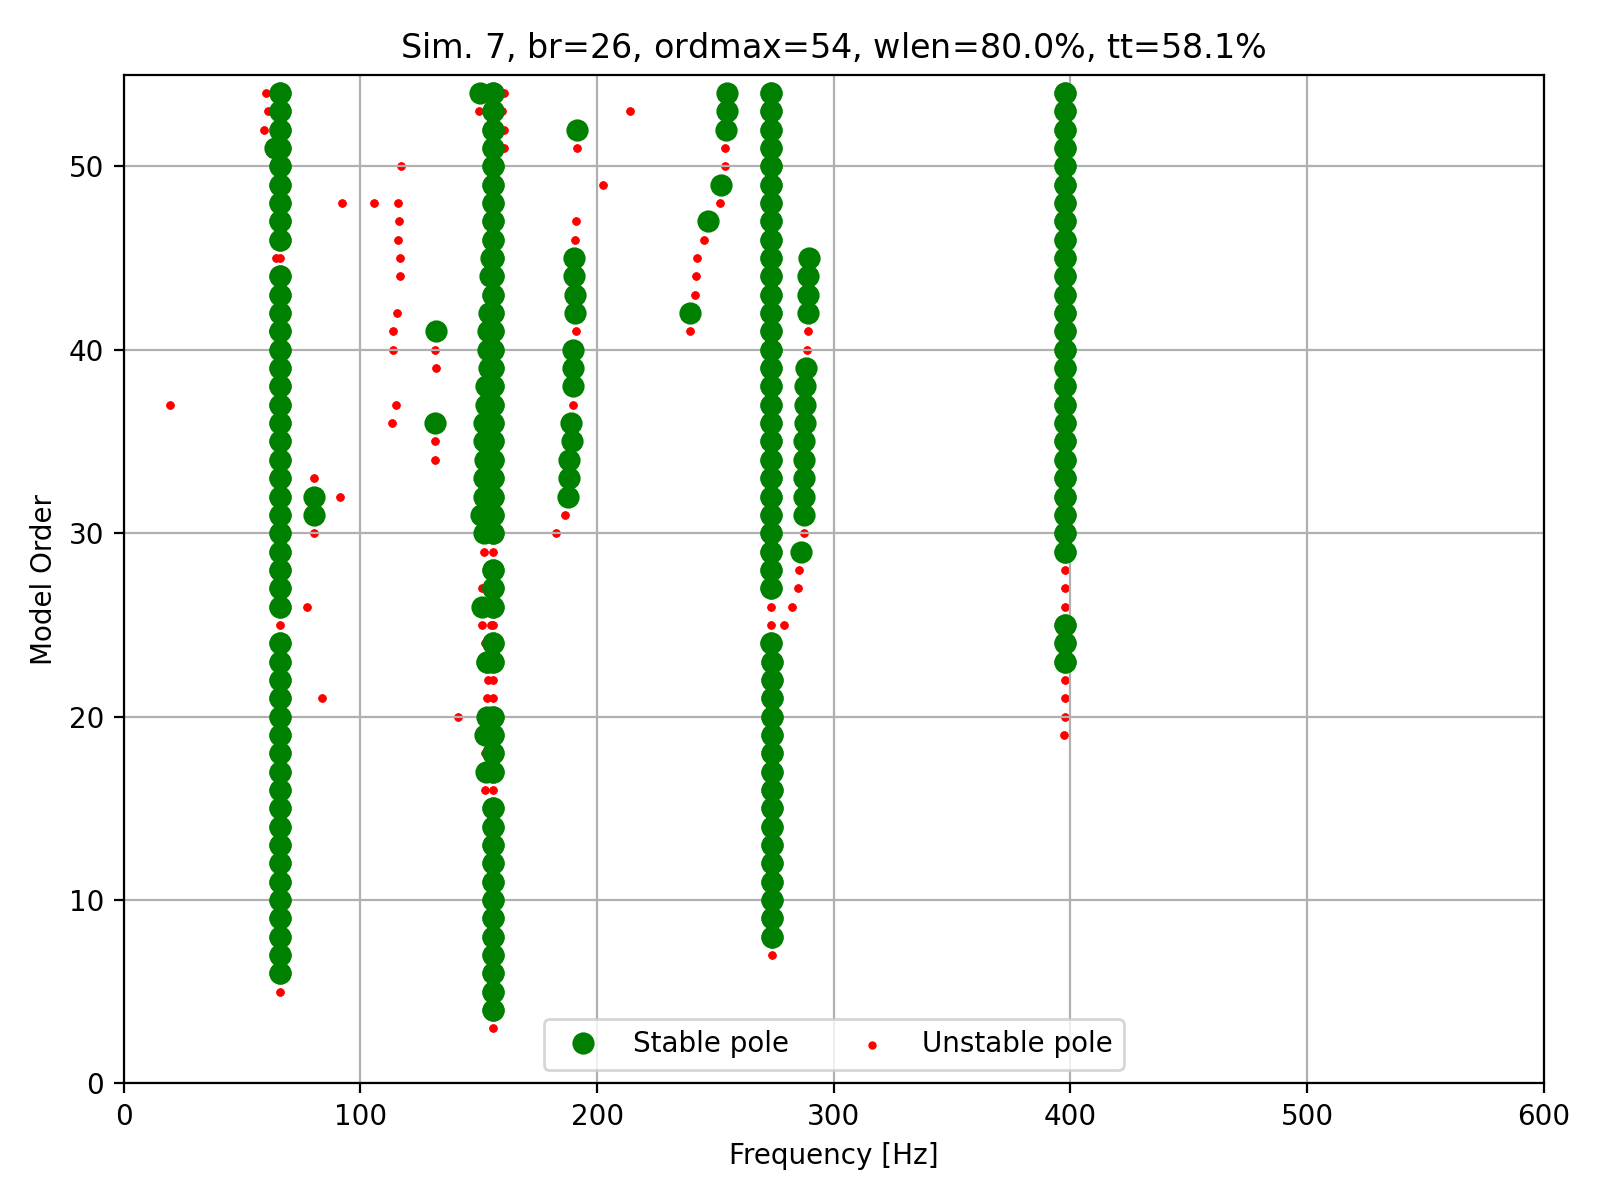 Sim. 7, br=26, ordmax=54, wlen=80.0%, tt=58.1%
50
40
30
20
10
0
Model Order
Stable pole
Unstable pole
0 100 200 300 400 500 600
Frequency [Hz]